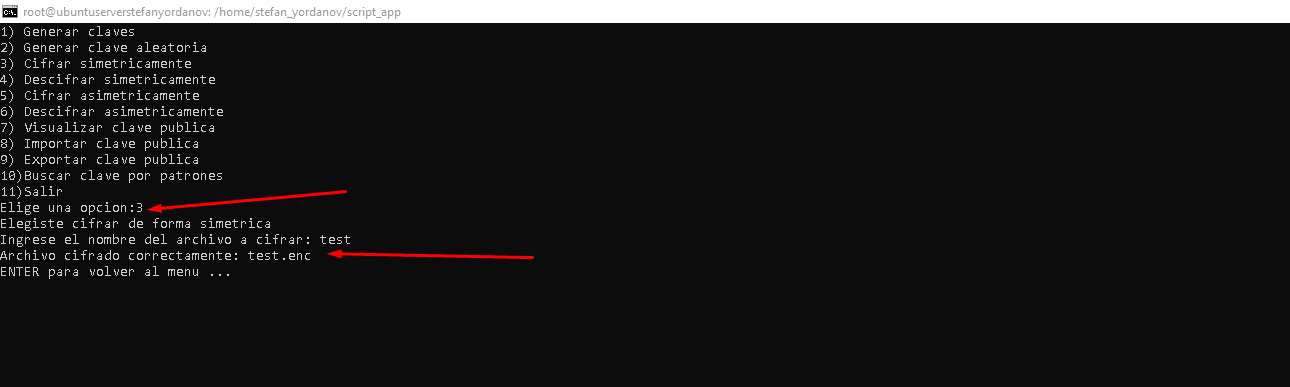 root@ubuntuserverstefanyordanov: /home/stefan_yordanov/script_app
1) Generar claves
2) Generar clave aleatoria
3) Cifrar simetricamente
4) Descifrar simetricamente
5) Cifrar asimetricamente
6) Descifrar asimetricamente
7) Visualizar clave publica
8) Importar clave publica
9) Exportar clave publica
10)Buscar clave por patrones
11)Salir
Elige una opcion:3
Elegiste cifrar de forma simetrica
Ingrese el nombre del archivo a cifrar: test
Archivo cifrado correctamente: test.enc
ENTER para volver al menu ...